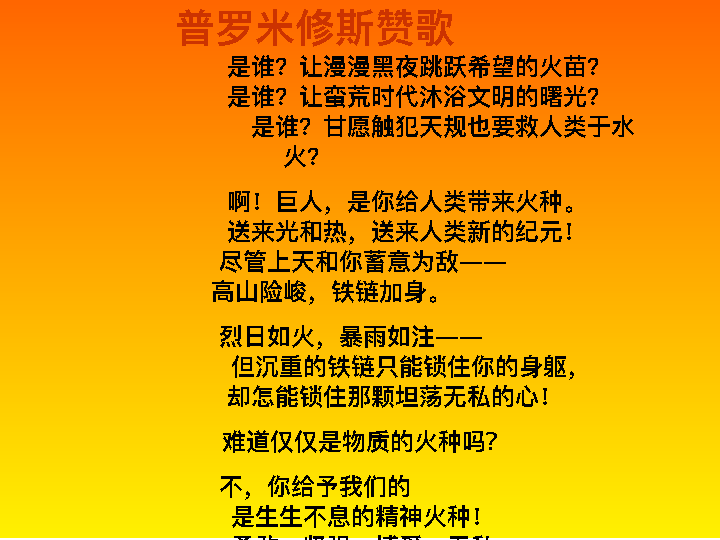 普罗米修斯赞歌
是谁？让漫漫黑夜跳跃希望的火苗？
是谁？让蛮荒时代沐浴文明的曙光？
是谁？甘愿触犯天规也要救人类于水
火？
啊！巨人，是你给人类带来火种。
送来光和热，送来人类新的纪元！
尽管上天和你蓄意为敌——
高山险峻，铁链加身。
烈日如火，暴雨如注——
但沉重的铁链只能锁住你的身躯，
却怎能锁住那颗坦荡无私的心！
难道仅仅是物质的火种吗？
不，你给予我们的
是生生不息的精神火种！